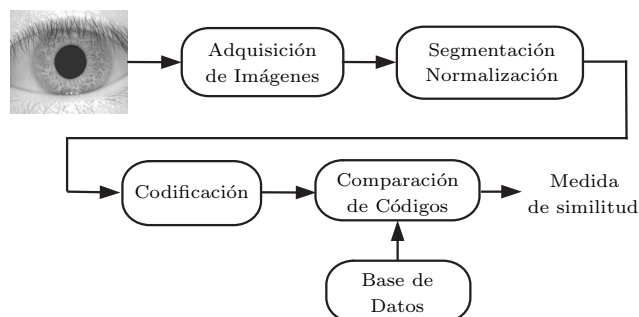 Adquisición
de Imágenes
Segmentación
Normalización
Codificación
Comparación
de Códigos
Medida
de similitud
Base de
Datos